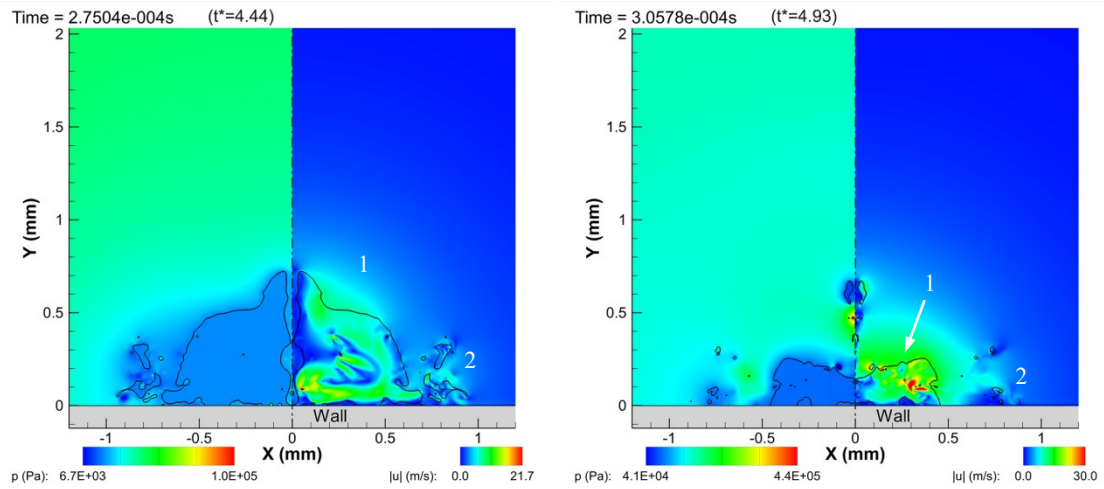 Time = 2.7504e-004s (t*=4.44)
2
1.5
1
0.5
0
Y (mm)
1
2
Wall
-1 -0.5 0 0.5 1
X (mm)
p (Pa): 6.7E+03 1.0E+05
|u| (m/s): 0.0 21.7
Time = 3.0578e-004s (t*=4.93)
2
1.5
1
0.5
0
Y (mm)
1
2
Wall
-1 -0.5 0 0.5 1
X (mm)
p (Pa): 4.1E+04 4.4E+05
|u| (m/s): 0.0 30.0